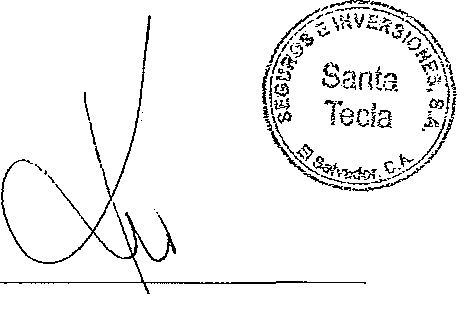 SEGUROS E INVERSIONES, S.A.
Santa
Tecla
El Salvador, C.A.